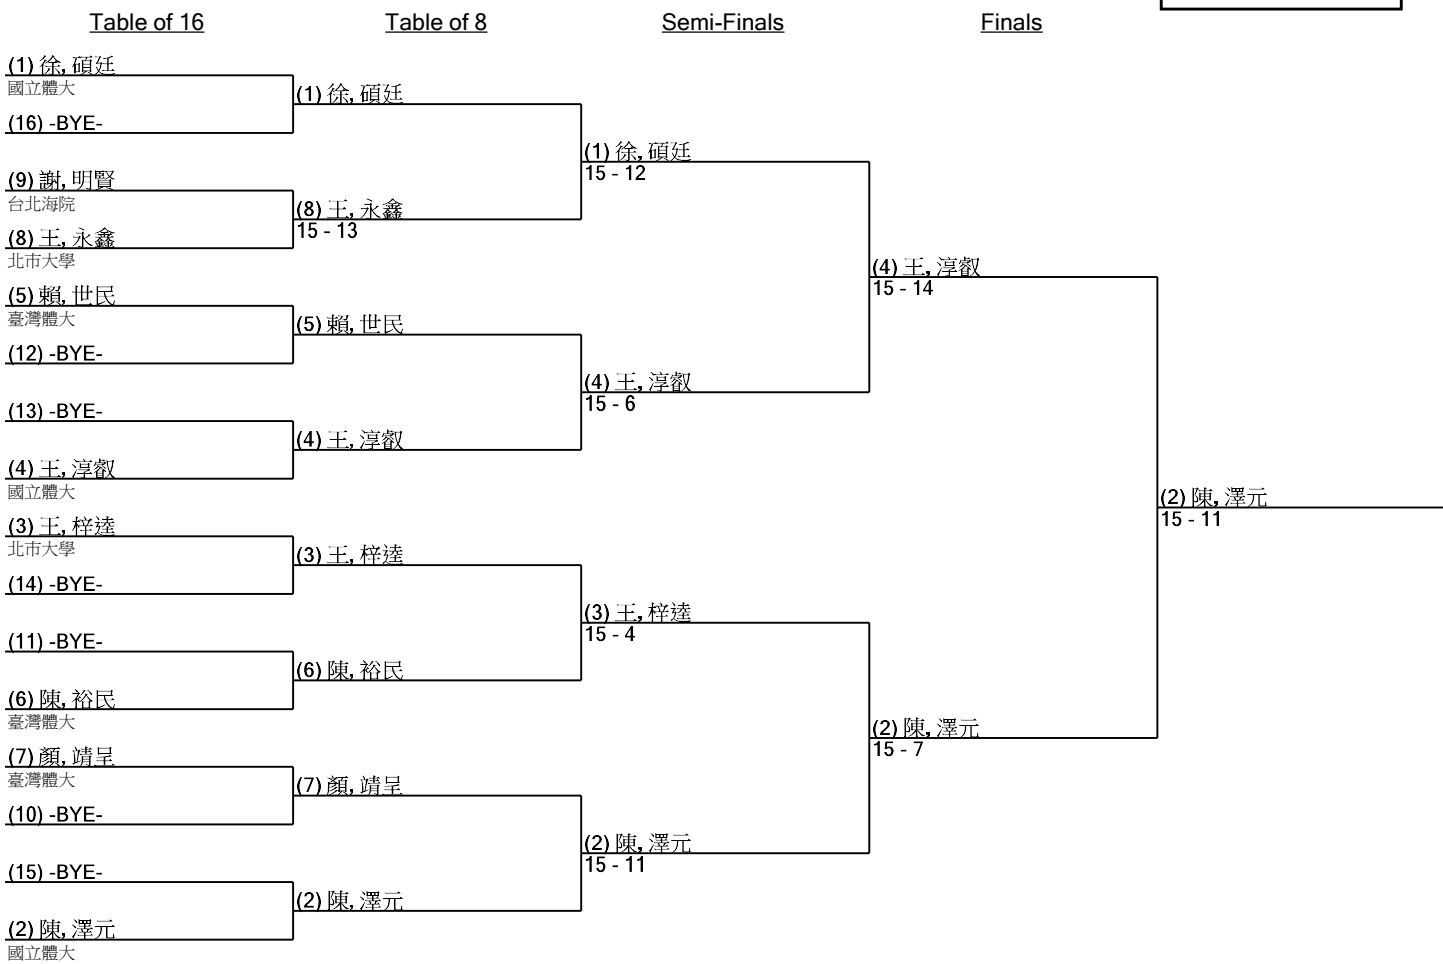 Table of 16
Table of 8
Semi-Finals
Finals
(1) 徐, 碩廷
國立體大
(16) -BYE-
(9) 謝, 明賢
台北海院
(8) 王, 永鑫
北市大學
(5) 賴, 世民
臺灣體大
(12) -BYE-
(13) -BYE-
(4) 王, 淳叡
國立體大
(3) 王, 梓逵
北市大學
(14) -BYE-
(11) -BYE-
(6) 陳, 裕民
臺灣體大
(7) 顏, 靖呈
臺灣體大
(10) -BYE-
(15) -BYE-
(2) 陳, 澤元
國立體大
(1) 徐, 碩廷
(8) 王, 永鑫
15 - 13
(5) 賴, 世民
(4) 王, 淳叡
(3) 王, 梓逵
(6) 陳, 裕民
(7) 顏, 靖呈
(2) 陳, 澤元
(1) 徐, 碩廷
15 - 12
(4) 王, 淳叡
15 - 6
(3) 王, 梓逵
15 - 4
(2) 陳, 澤元
15 - 11
(4) 王, 淳叡
15 - 14
(2) 陳, 澤元
15 - 7
(2) 陳, 澤元
15 - 11